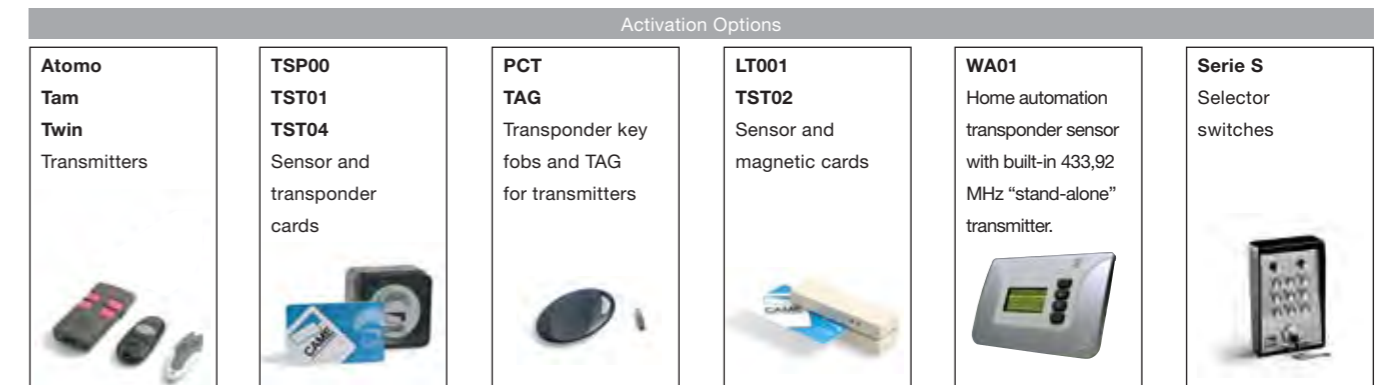 Activation Options
Atomo
Tam
Twin
Transmitters
TSP00
TST01
TST04
Sensor and
transponder
cards
CAME
PCT
TAG
Transponder key
fobs and TAG
for transmitters
LT001
TST02
Sensor and
magnetic cards
CAME
WA01
Home automation
transponder sensor
with built-in 433,92
MHz “stand-alone”
transmitter.
Serie S
Selector
switches